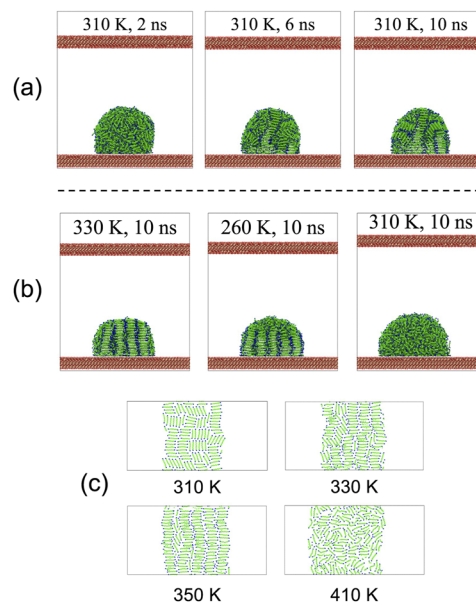 310 K, 2 ns
310 K, 6 ns
310 K, 10 ns
(a)
330 K, 10 ns
260 K, 10 ns
310 K, 10 ns
(b)
(c)
310 K
330 K
350 K
410 K